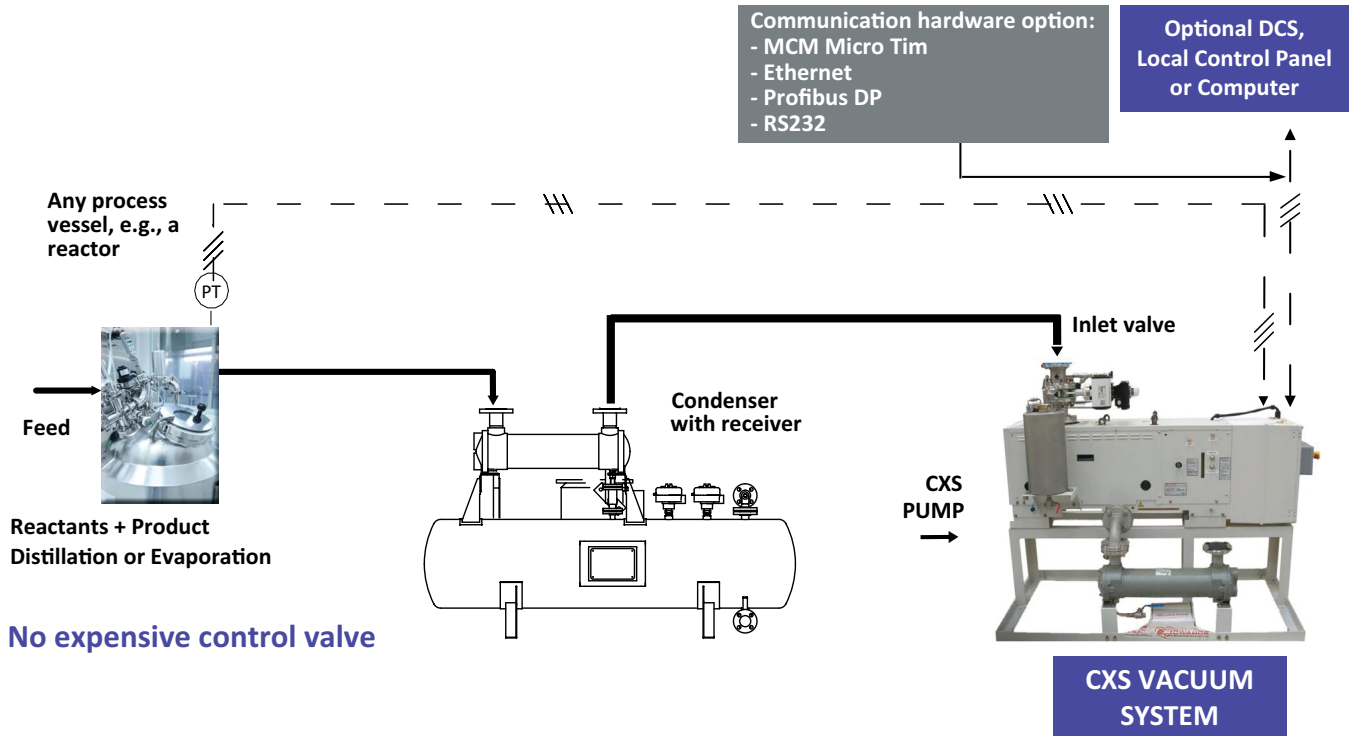 Communication hardware option:
- MCM Micro Tim
- Ethernet
- Profibus DP
- RS232
Optional DCS,
Local Control Panel
or Computer
Any process
vessel, e.g., a
reactor
PT
Inlet valve
Feed
Condenser
with receiver
CXS
PUMP
Reactants + Product
Distillation or Evaporation
No expensive control valve
CXS VACUUM
SYSTEM